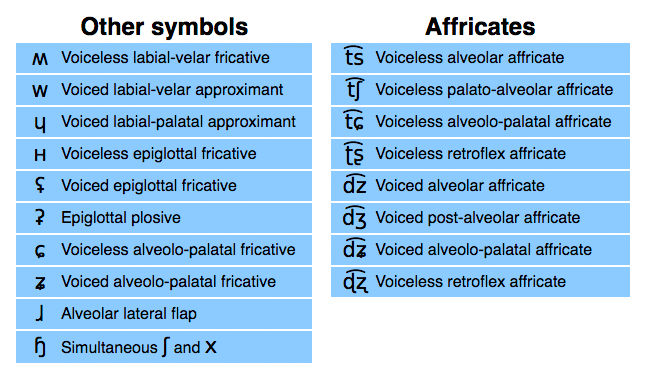 Other symbols
ʍ Voiceless labial-velar fricative
w Voiced labial-velar approximant
ɥ Voiced labial-palatal approximant
ʜ Voiceless epiglottal fricative
ʢ Voiced epiglottal fricative
ʡ Epiglottal plosive
ɕ Voiceless alveolo-palatal fricative
ʑ Voiced alveolo-palatal fricative
ɺ Alveolar lateral flap
ɧ Simultaneous ʃ and x
Affricates
t͡s Voiceless alveolar affricate
t͡ʃ Voiceless palato-alveolar affricate
t͡ɕ Voiceless alveolo-palatal affricate
t͡ʂ Voiceless retroflex affricate
d͡z Voiced alveolar affricate
d͡ʒ Voiced post-alveolar affricate
d͡ʑ Voiced alveolo-palatal affricate
ɖ͡ʐ Voiceless retroflex affricate